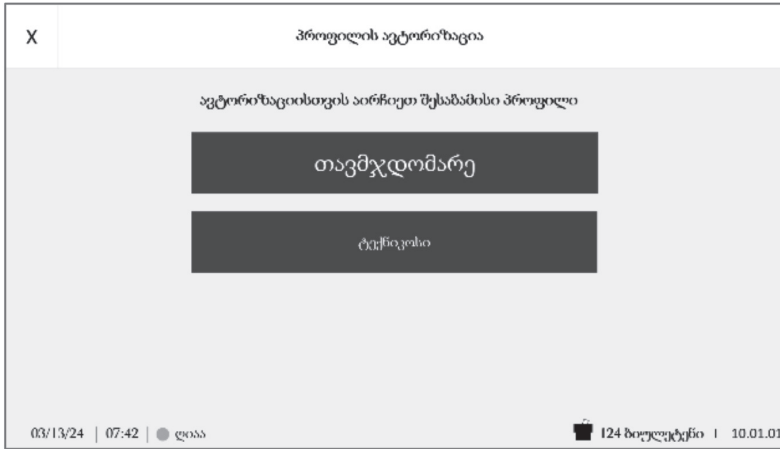 X პროფილის ავტორიზაცია
ავტორიზაციისთვის აირჩიეთ შესაბამისი პროფილი
თავმჯდომარე
ტექნიკოსი
03/13/24 | 07:42 | ღიაა 124 ბიულეტენი | 10.01.01